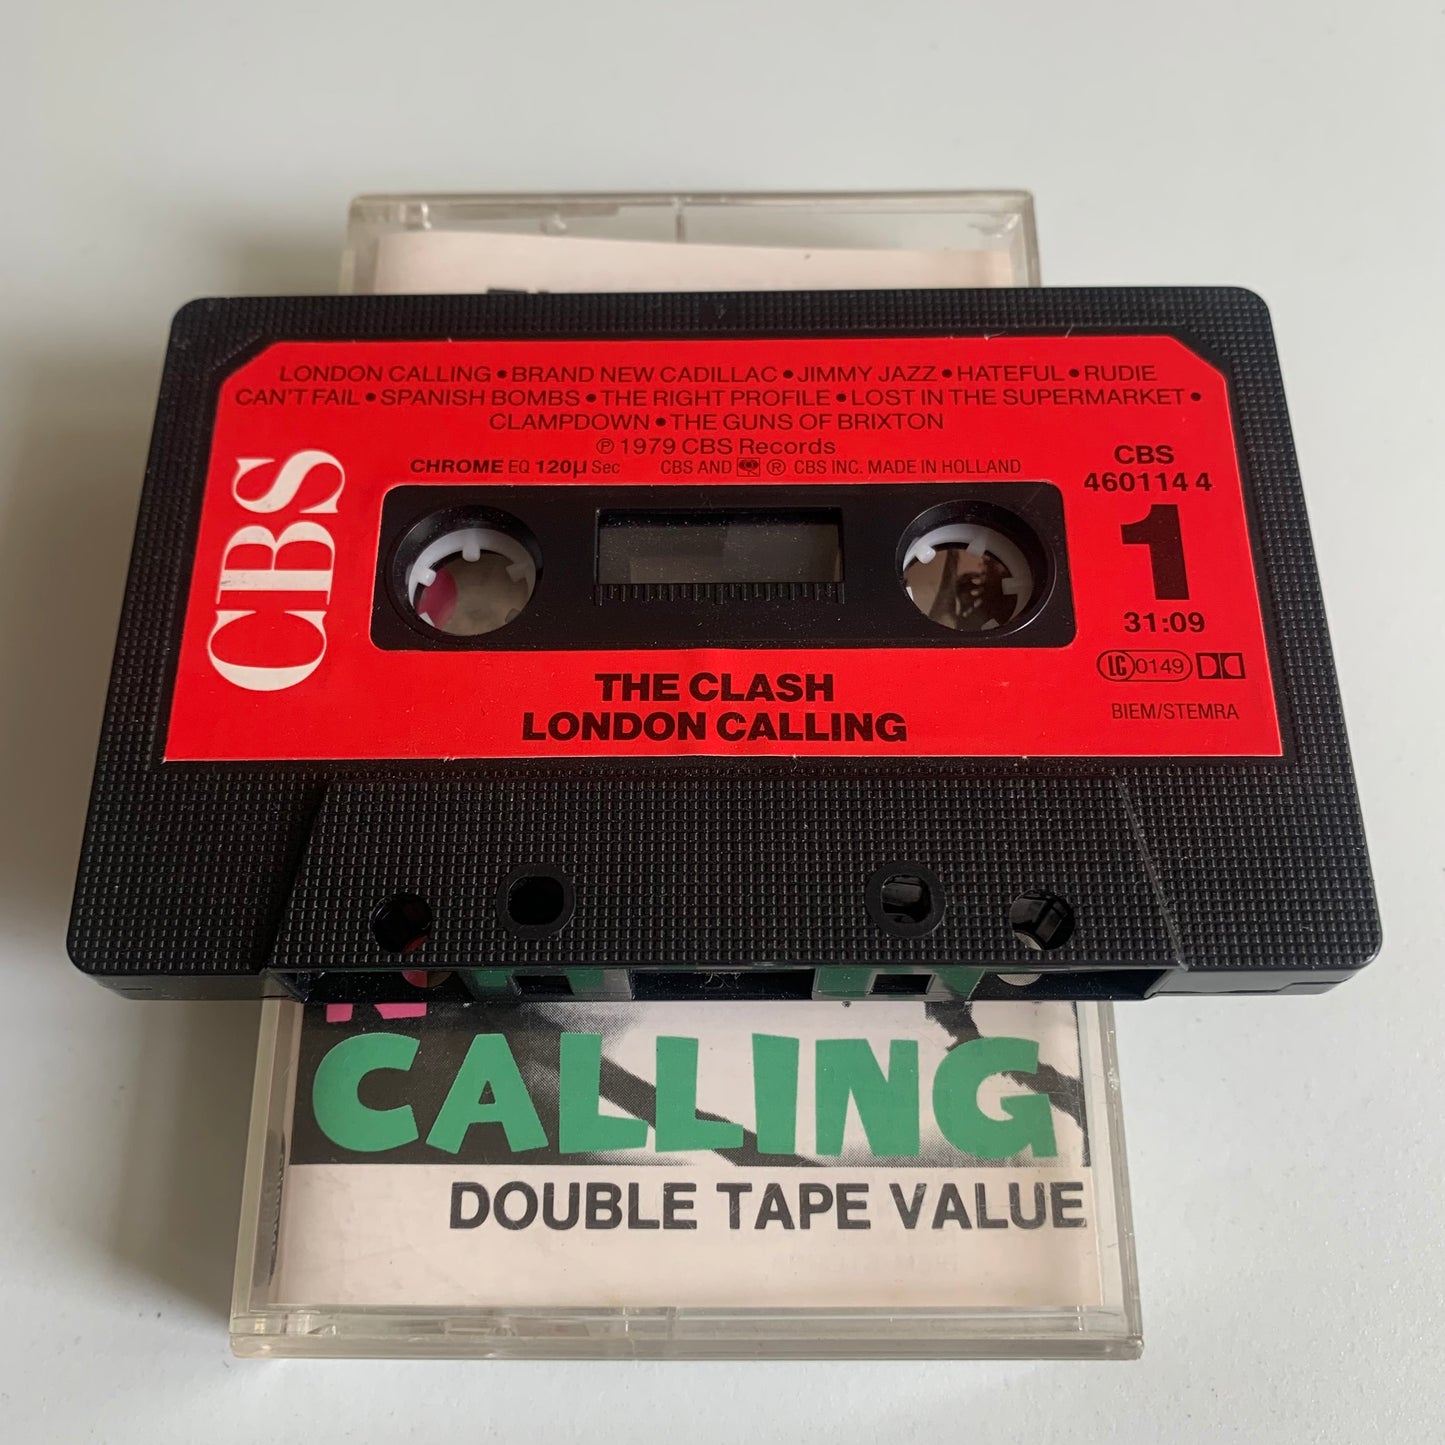 LONDON CALLING • BRAND NEW CADILLAC • JIMMY JAZZ • HATEFUL • RUDIE
CAN'T FAIL • SPANISH BOMBS • THE RIGHT PROFILE • LOST IN THE SUPERMARKET •
CLAMPDOWN • THE GUNS OF BRIXTON
℗ 1979 CBS Records
CHROME EQ 120µ Sec CBS AND ® CBS INC. MADE IN HOLLAND
CBS
460114 4
1
31:09
LC 0149
BIEM/STEMRA
CBS
THE CLASH
LONDON CALLING
CALLING
DOUBLE TAPE VALUE